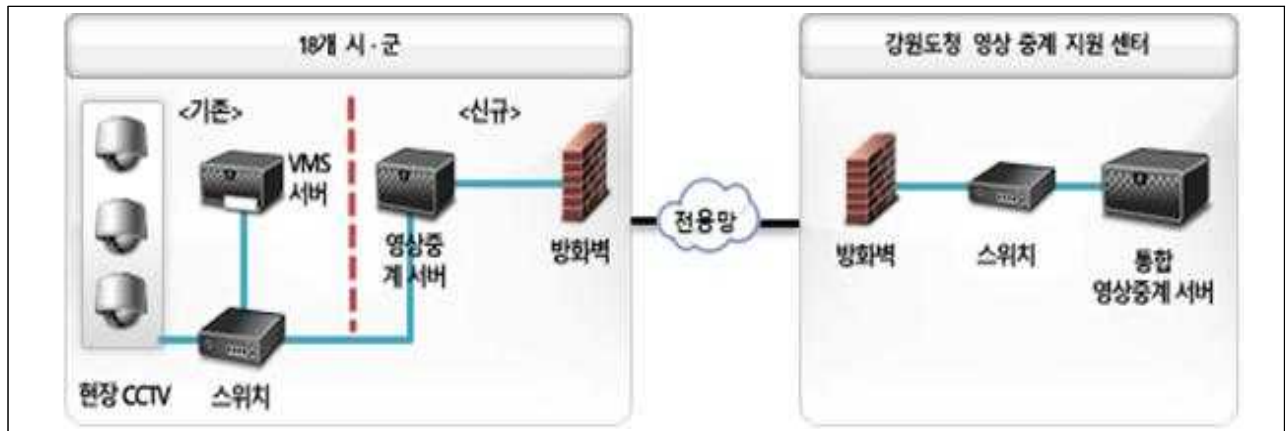 18개 시·군
<기존>
VMS
서버
<신규>
영상중
계 서버
방화벽
현장 CCTV
스위치
전용망
강원도청 영상 중계 지원 센터
방화벽
스위치
통합
영상중계 서버